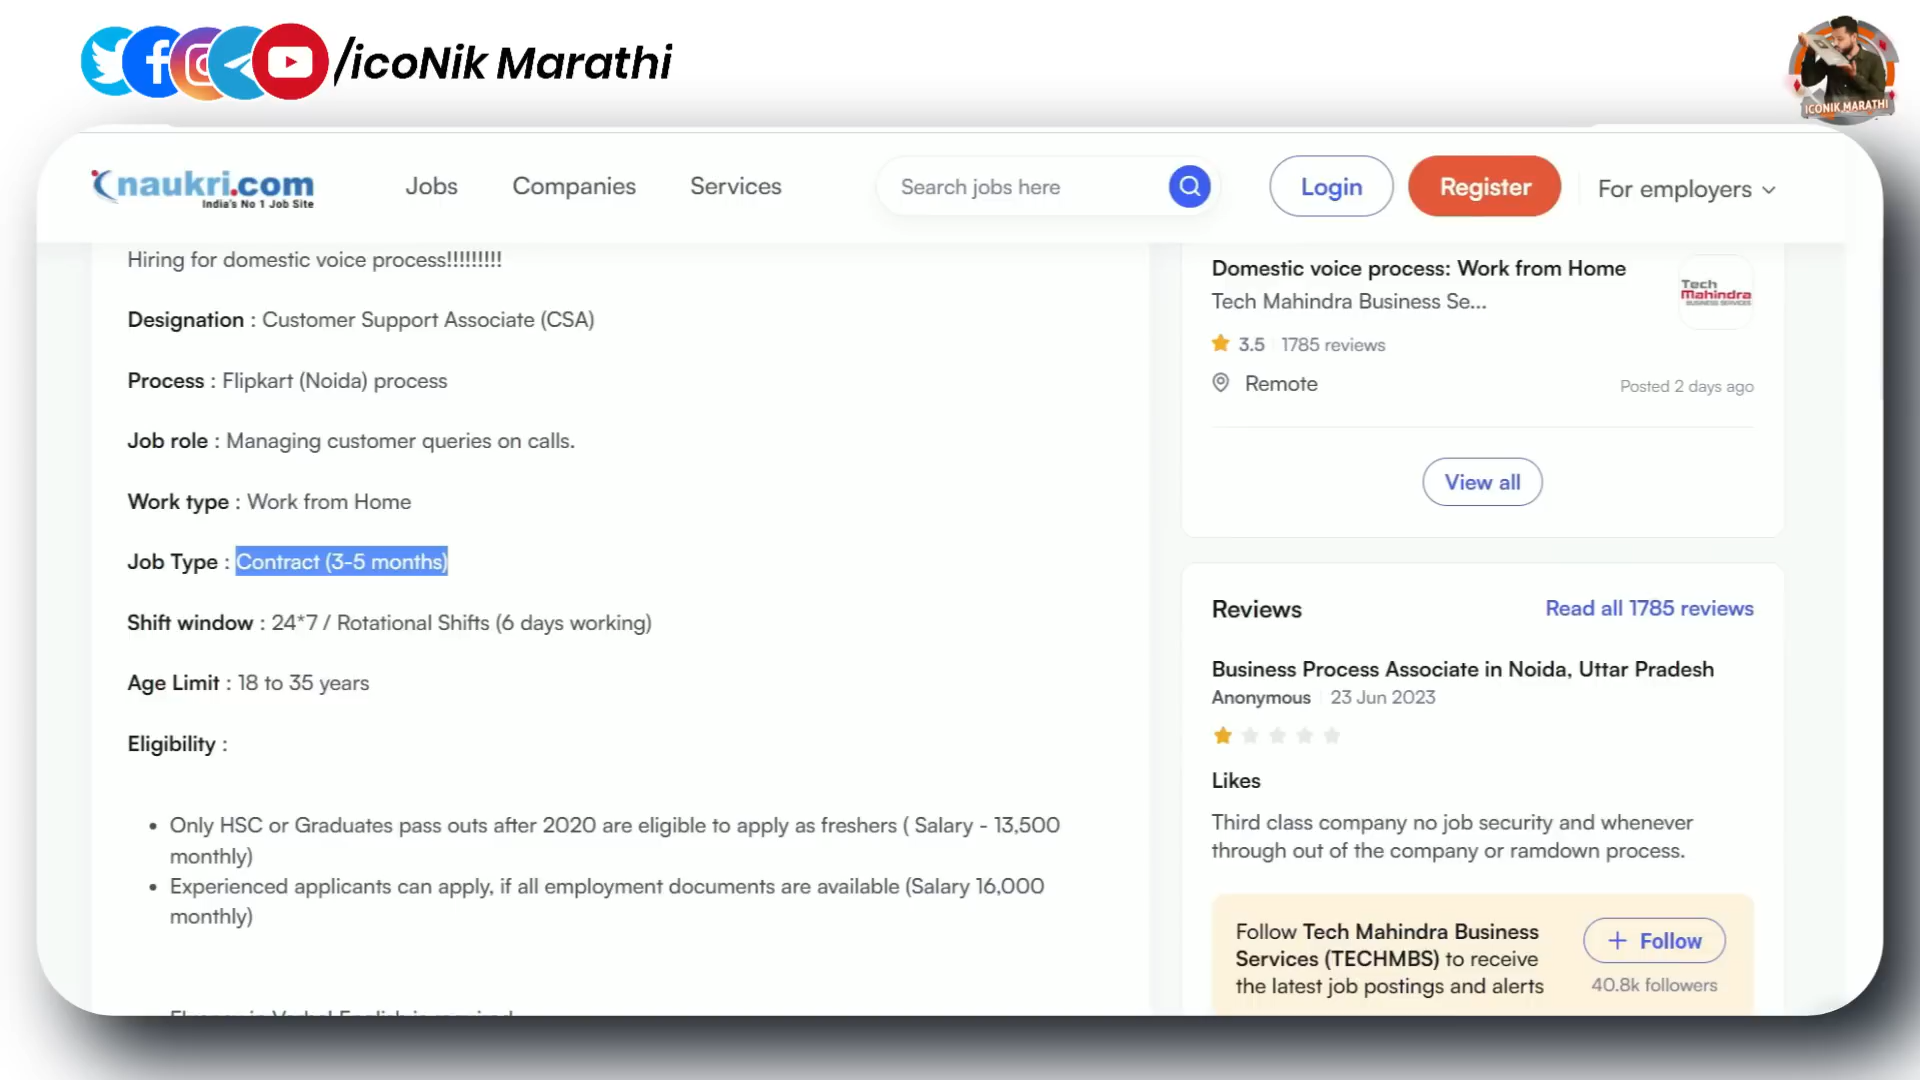 /icoNik Marathi
ICONIK MARATHI
naukri.com
India's No 1 Job Site
Jobs
Companies
Services
Search jobs here
Login
Register
For employers
Hiring for domestic voice process!!!!!!!!!
Designation : Customer Support Associate (CSA)
Process : Flipkart (Noida) process
Job role : Managing customer queries on calls.
Work type : Work from Home
Job Type : Contract (3-5 months)
Shift window : 24*7 / Rotational Shifts (6 days working)
Age Limit : 18 to 35 years
Eligibility :
• Only HSC or Graduates pass outs after 2020 are eligible to apply as freshers ( Salary - 13,500
monthly)
• Experienced applicants can apply, if all employment documents are available (Salary 16,000
monthly)
Domestic voice process: Work from Home
Tech Mahindra Business Se...
Tech
Mahindra
BUSINESS SERVICES
3.5 1785 reviews
Remote
Posted 2 days ago
View all
Reviews
Read all 1785 reviews
Business Process Associate in Noida, Uttar Pradesh
Anonymous 23 Jun 2023
Likes
Third class company no job security and whenever
through out of the company or ramdown process.
Follow Tech Mahindra Business
Services (TECHMBS) to receive
the latest job postings and alerts
+ Follow
40.8k followers